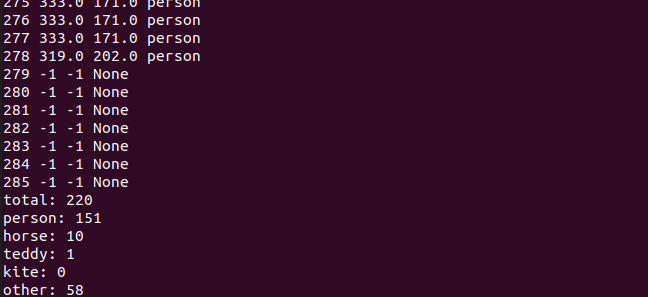 275 333.0 171.0 person
276 333.0 171.0 person
277 333.0 171.0 person
278 319.0 202.0 person
279 -1 -1 None
280 -1 -1 None
281 -1 -1 None
282 -1 -1 None
283 -1 -1 None
284 -1 -1 None
285 -1 -1 None
total: 220
person: 151
horse: 10
teddy: 1
kite: 0
other: 58